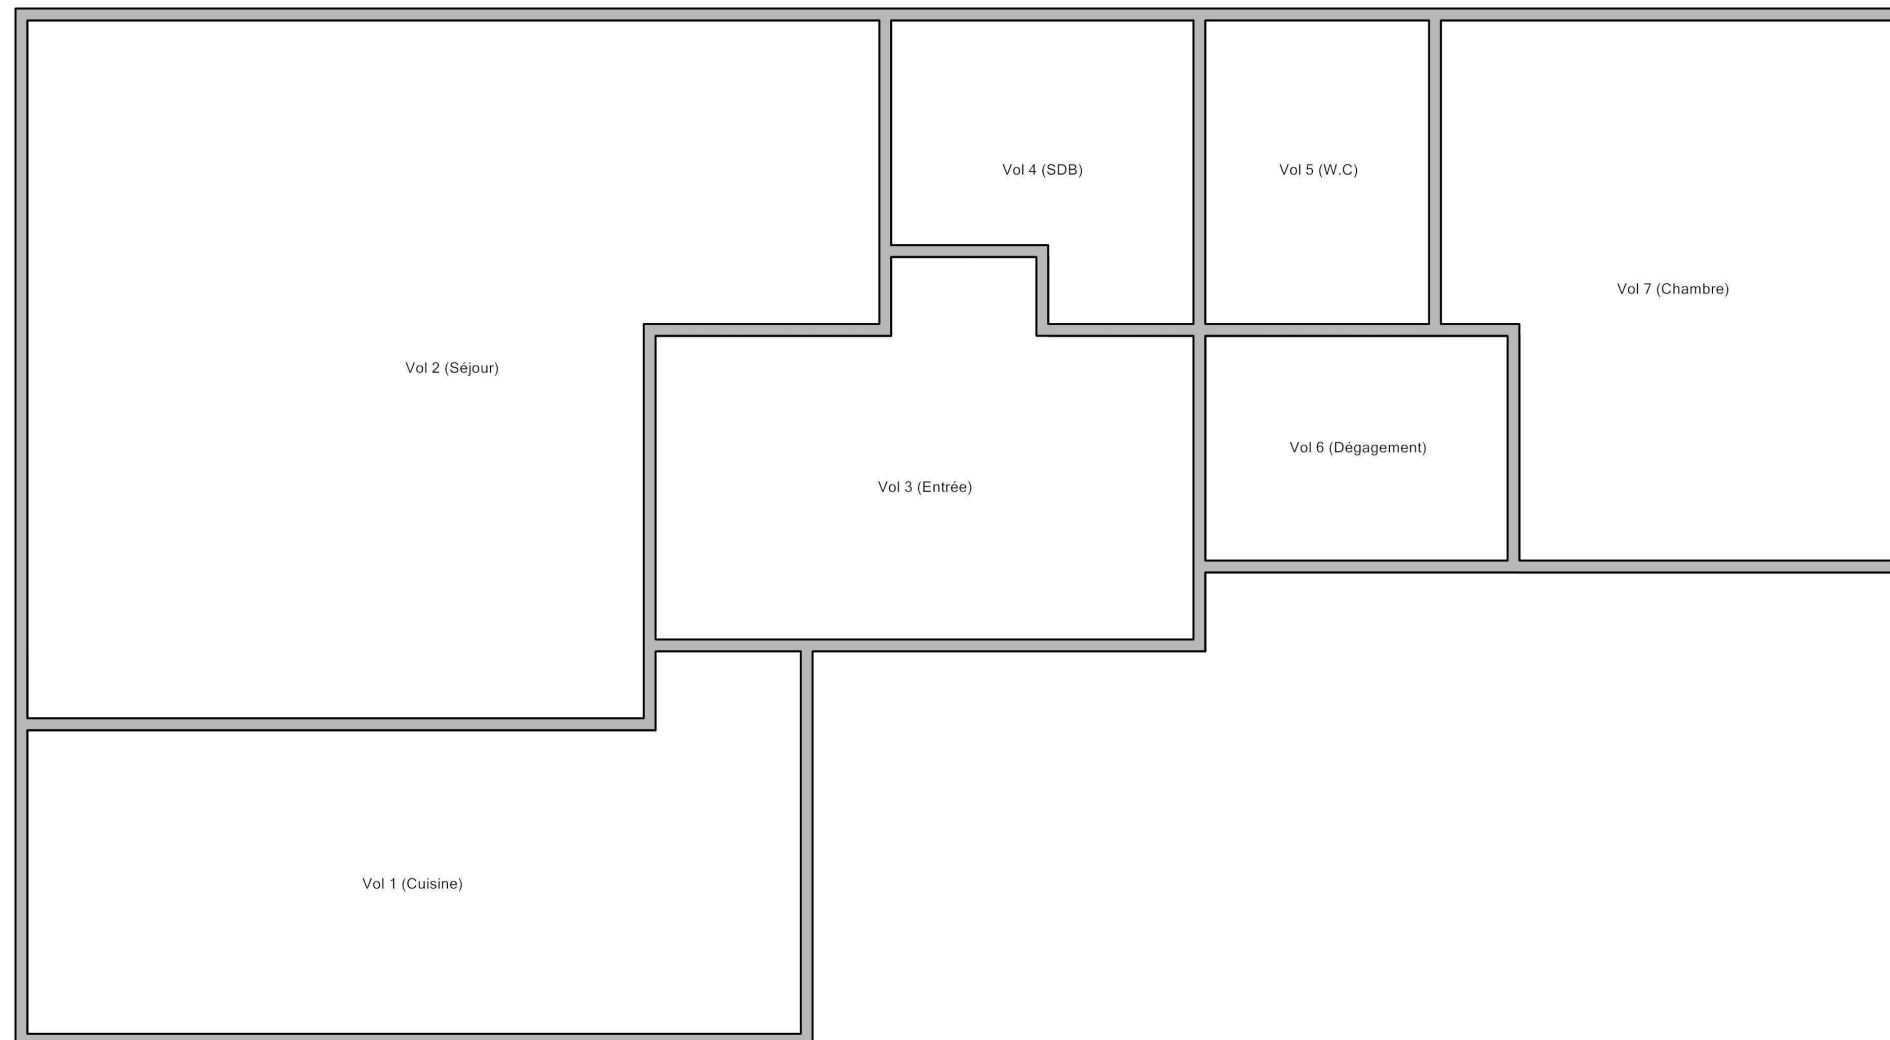 Vol 4 (SDB)
Vol 5 (W.C)
Vol 7 (Chambre)
Vol 2 (Séjour)
Vol 6 (Dégagement)
Vol 3 (Entrée)
Vol 1 (Cuisine)